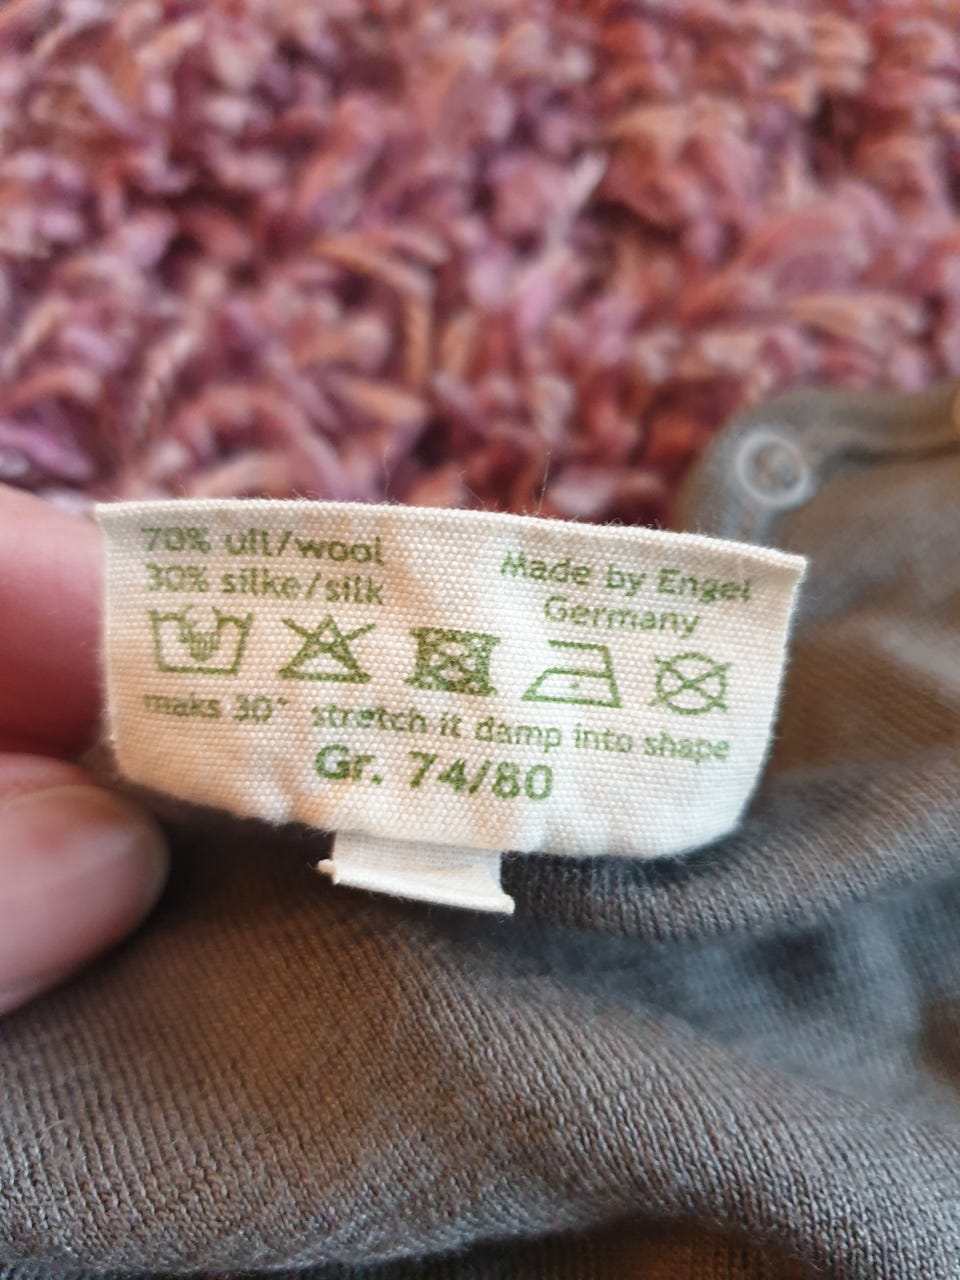 70% ult/wool
30% silke/silk
Made by Engel
Germany
maks 30°
stretch it damp into shape
Gr. 74/80